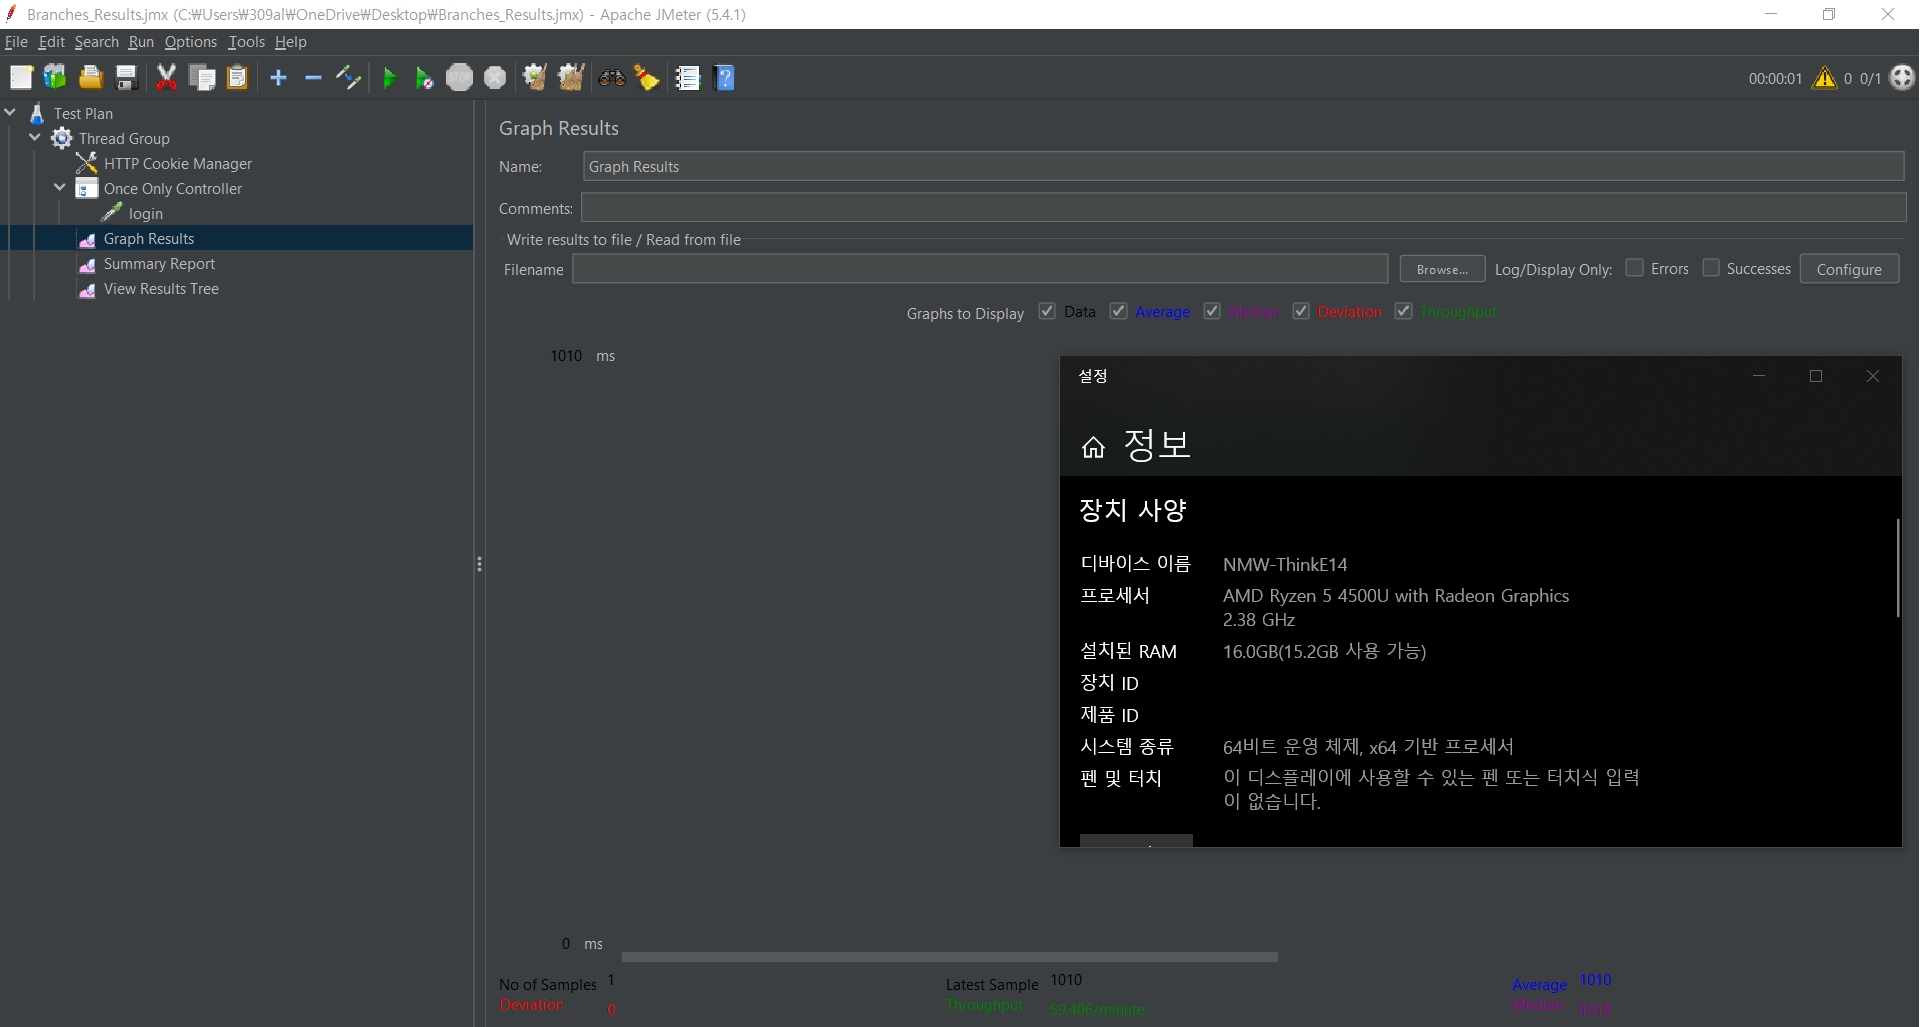 Branches_Results.jmx (C:₩Users₩309al₩OneDrive₩Desktop₩Branches_Results.jmx) - Apache JMeter (5.4.1)
File Edit Search Run Options Tools Help
STOP
00:00:01 0 0/1
Test Plan
Thread Group
HTTP Cookie Manager
Once Only Controller
login
Graph Results
Summary Report
View Results Tree
Graph Results
Name: Graph Results
Comments:
Write results to file / Read from file
Filename Browse... Log/Display Only: Errors Successes Configure
Graphs to Display Data Average Median Deviation Throughput
1010 ms
설정
정보
장치 사양
디바이스 이름 NMW-ThinkE14
프로세서 AMD Ryzen 5 4500U with Radeon Graphics
2.38 GHz
설치된 RAM 16.0GB(15.2GB 사용 가능)
장치 ID
제품 ID
시스템 종류 64비트 운영 체제, x64 기반 프로세서
펜 및 터치 이 디스플레이에 사용할 수 있는 펜 또는 터치식 입력
이 없습니다.
0 ms
No of Samples 1 Latest Sample 1010 Average 1010
Deviation 0 Throughput 59.406/minute Median 1010